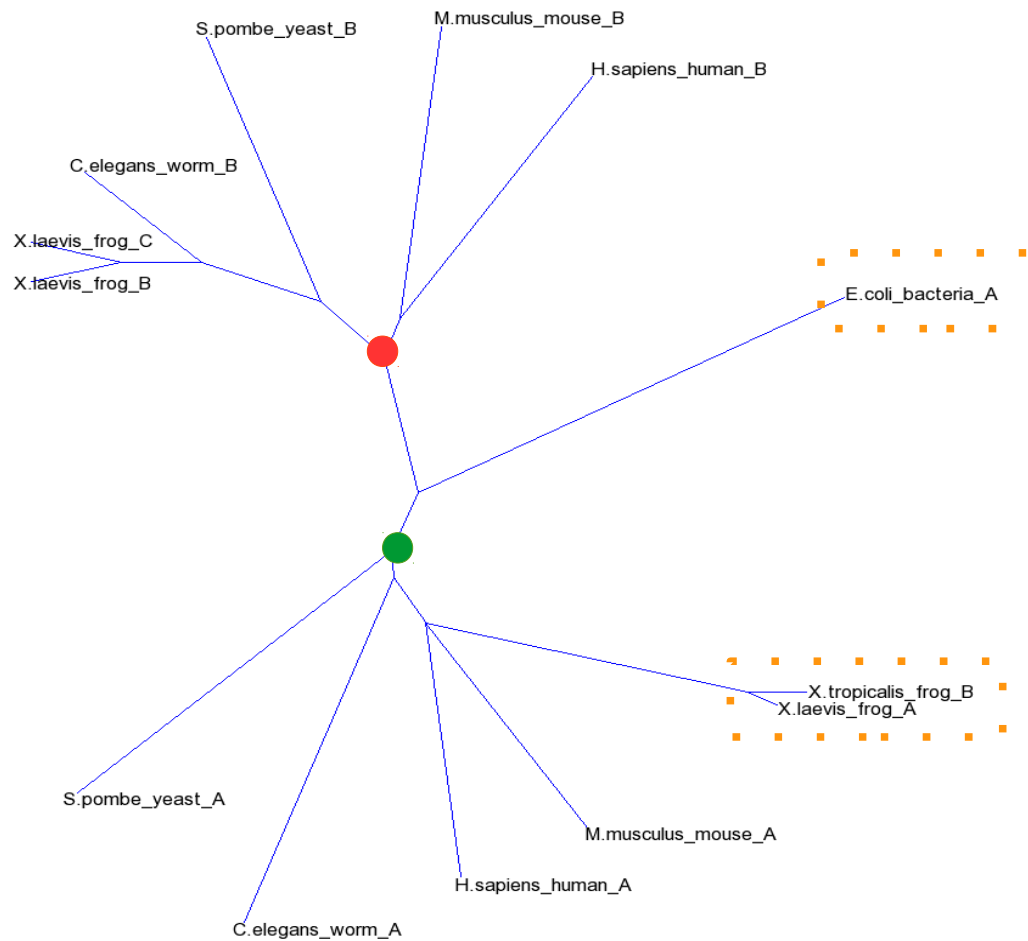 M.musculus_mouse_B
S.pombe_yeast_B
H.sapiens_human_B
C.elegans_worm_B
X.laevis_frog_C
X.laevis_frog_B
E.coli_bacteria_A
X.tropicalis_frog_B
X.laevis_frog_A
S.pombe_yeast_A
M.musculus_mouse_A
H.sapiens_human_A
C.elegans_worm_A